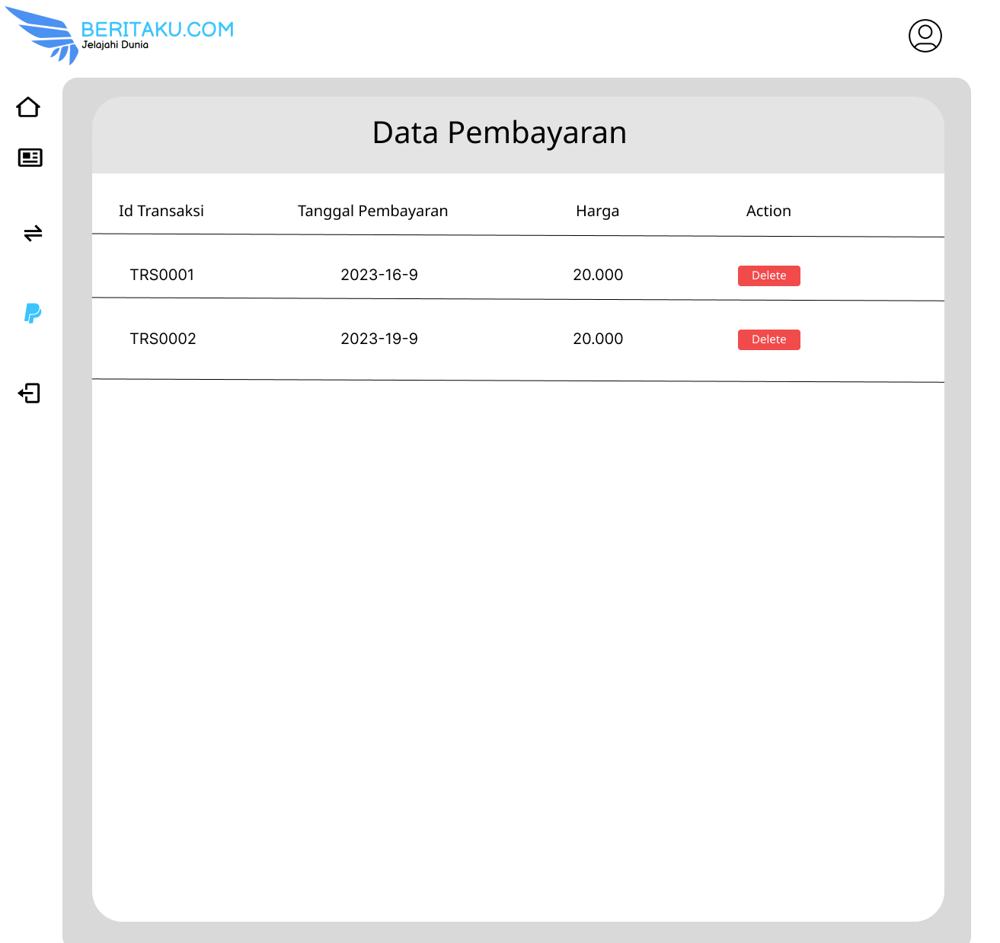 BERITAKU.COM
Jelajahi Dunia
Data Pembayaran
Id Transaksi Tanggal Pembayaran Harga Action
TRS0001 2023-16-9 20.000 Delete
TRS0002 2023-19-9 20.000 Delete